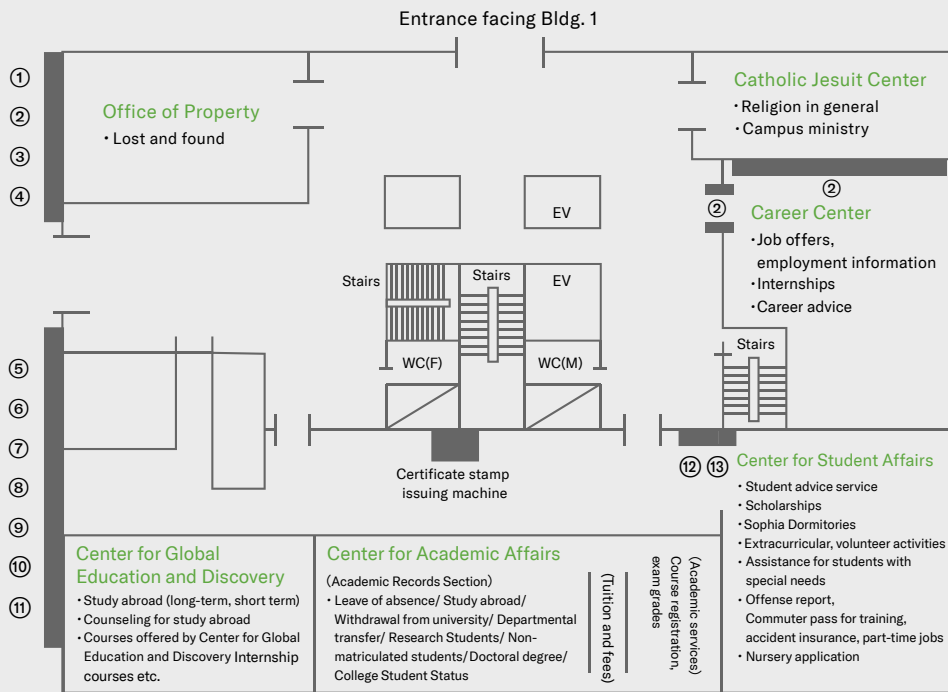 Entrance facing Bldg. 1
①
②
③
④
Office of Property
・Lost and found
Catholic Jesuit Center
・Religion in general
・Campus ministry
②
②
Career Center
・Job offers,
employment information
・Internships
・Career advice
EV
Stairs
Stairs
EV
WC(F)
WC(M)
Stairs
⑤
⑥
⑦
⑧
⑨
⑩
⑪
Certificate stamp
issuing machine
⑫ ⑬
Center for Student Affairs
・Student advice service
・Scholarships
・Sophia Dormitories
・Extracurricular, volunteer activities
・Assistance for students with
special needs
・Offense report,
Commuter pass for training,
accident insurance, part-time jobs
・Nursery application
Center for Global
Education and Discovery
・Study abroad (long-term, short term)
・Counseling for study abroad
・Courses offered by Center for Global
Education and Discovery Internship
courses etc.
Center for Academic Affairs
(Academic Records Section)
・Leave of absence/ Study abroad/
Withdrawal from university/ Departmental
transfer/ Research Students/ Non-
matriculated students/ Doctoral degree/
College Student Status
(Tuition and fees)
(Academic services)
Course registration,
exam grades